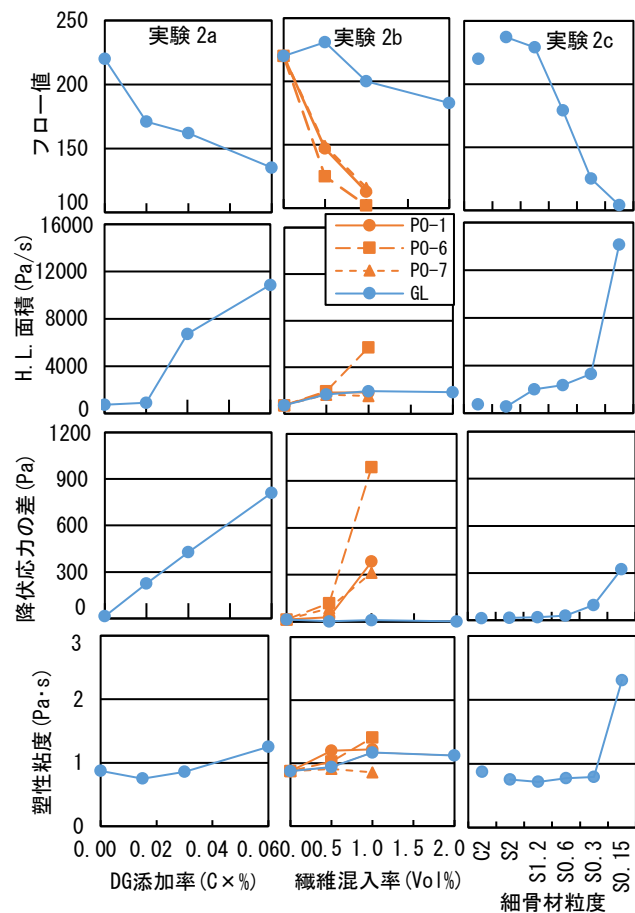 実験 2a
実験 2b
実験 2c
フロー値
250
200
150
100
H.L.面積(Pa/s)
16000
12000
8000
4000
0
PO-1
PO-6
PO-7
GL
降伏応力の差(Pa)
1200
900
600
300
0
塑性粘度(Pa·s)
3
2
1
0
0.00 0.02 0.04 0.06
DG添加率(C×%)
0.0 0.5 1.0 1.5 2.0
繊維混入率(Vol%)
C2 S2 S1.2 S0.6 S0.3 S0.15
細骨材粒度